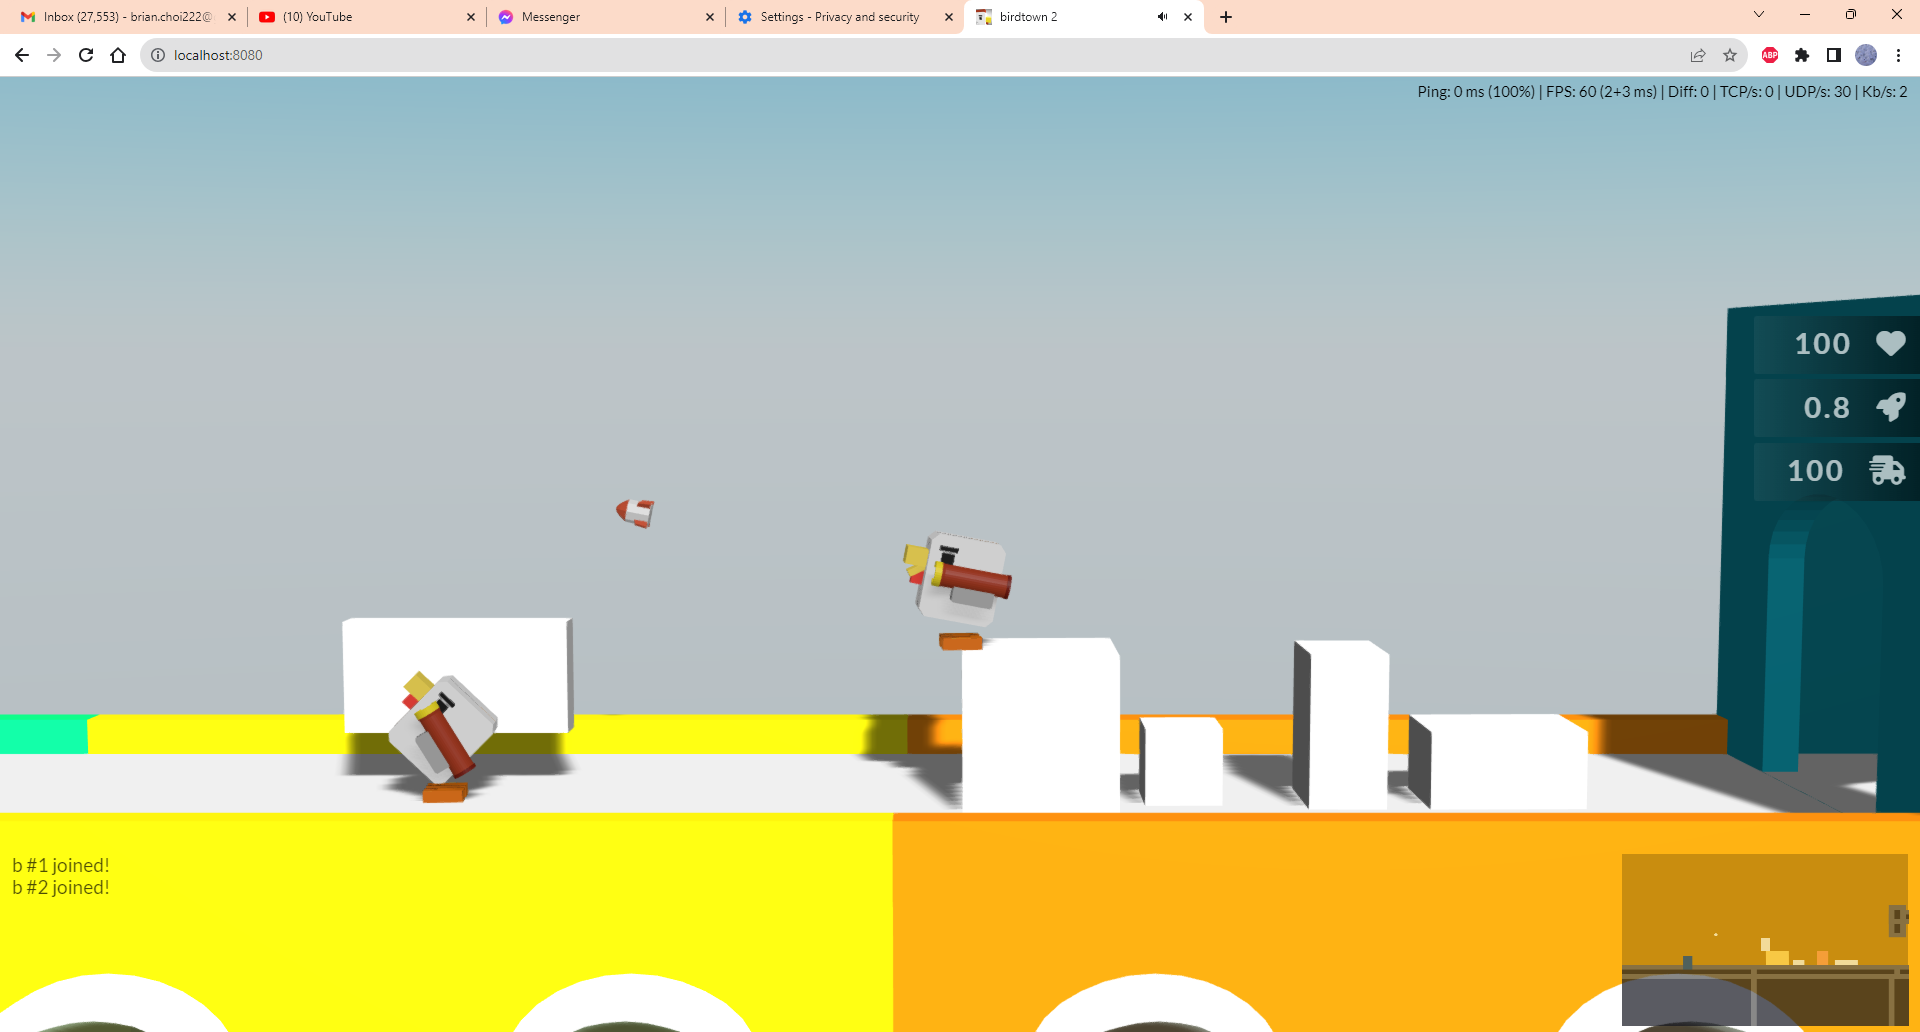 Inbox (27,553) - brian.choi222@
(10) YouTube
Messenger
Settings - Privacy and security
birdtown 2
localhost:8080
ABP
Ping: 0 ms (100%) | FPS: 60 (2+3 ms) | Diff: 0 | TCP/s: 0 | UDP/s: 30 | Kb/s: 2
100
0.8
100
b #1 joined!
b #2 joined!